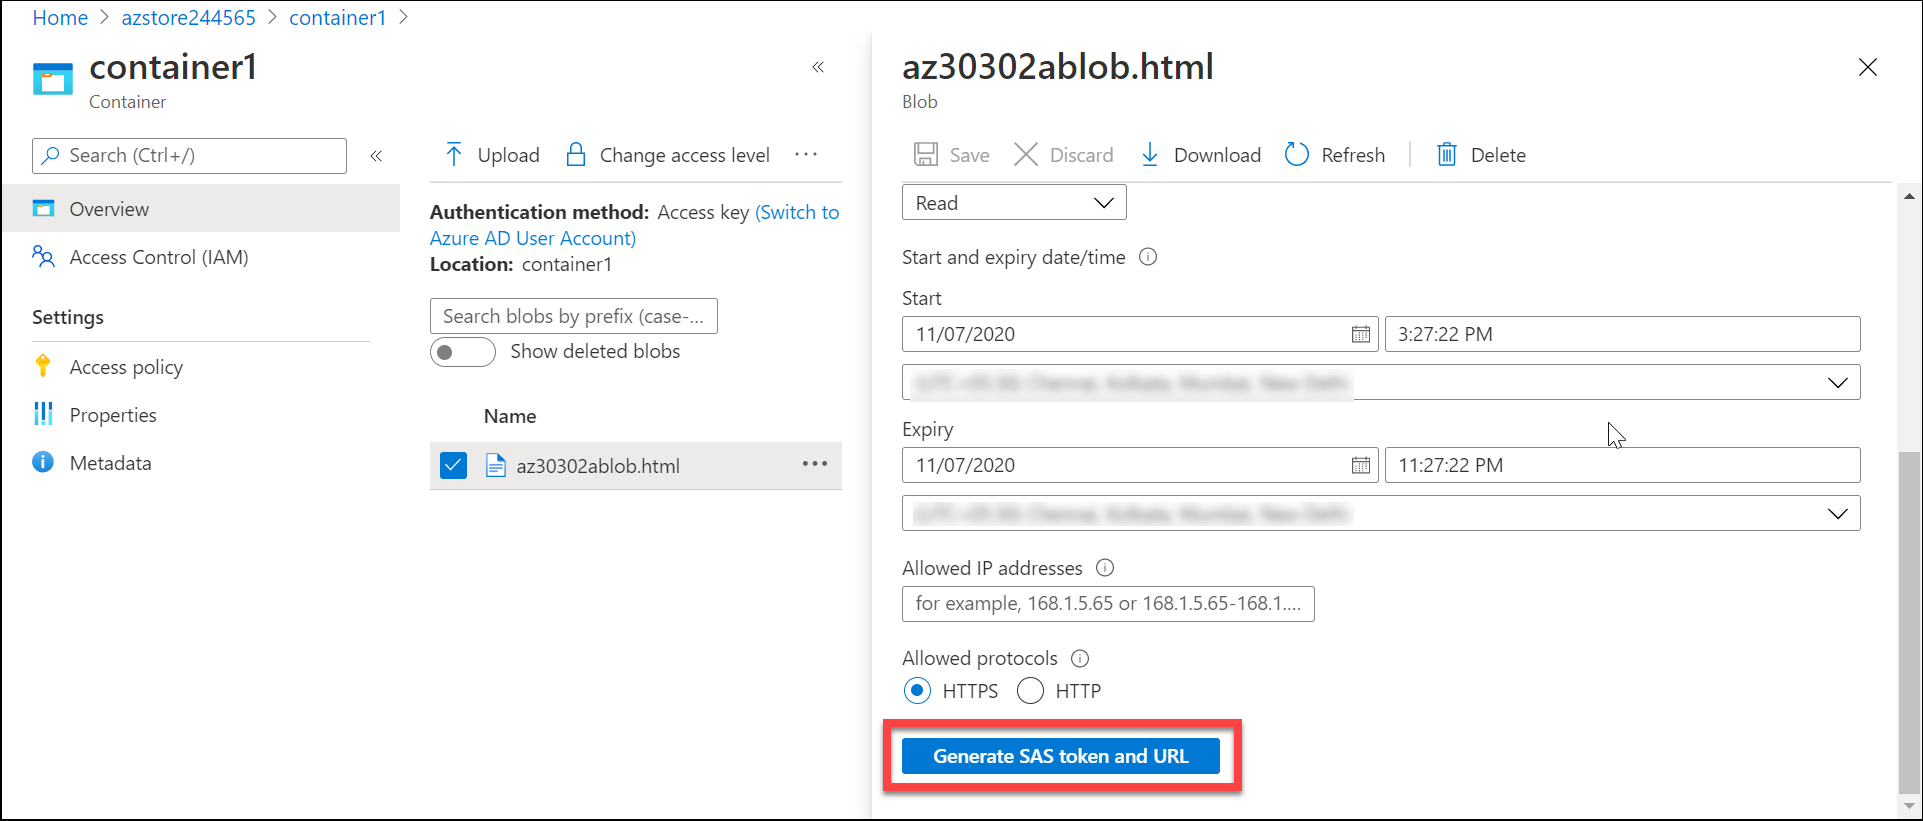 Home > azstore244565 > container1 >
container1
Container
«
Search (Ctrl+/)
«
Overview
Access Control (IAM)
Settings
Access policy
Properties
Metadata
Upload
Change access level
...
Authentication method: Access key (Switch to
Azure AD User Account)
Location: container1
Search blobs by prefix (case-...
Show deleted blobs
Name
az30302ablob.html
...
az30302ablob.html
Blob
Save
Discard
Download
Refresh
Delete
Read
Start and expiry date/time
Start
11/07/2020
3:27:22 PM
Expiry
11/07/2020
11:27:22 PM
Allowed IP addresses
for example, 168.1.5.65 or 168.1.5.65-168.1....
Allowed protocols
HTTPS
HTTP
Generate SAS token and URL